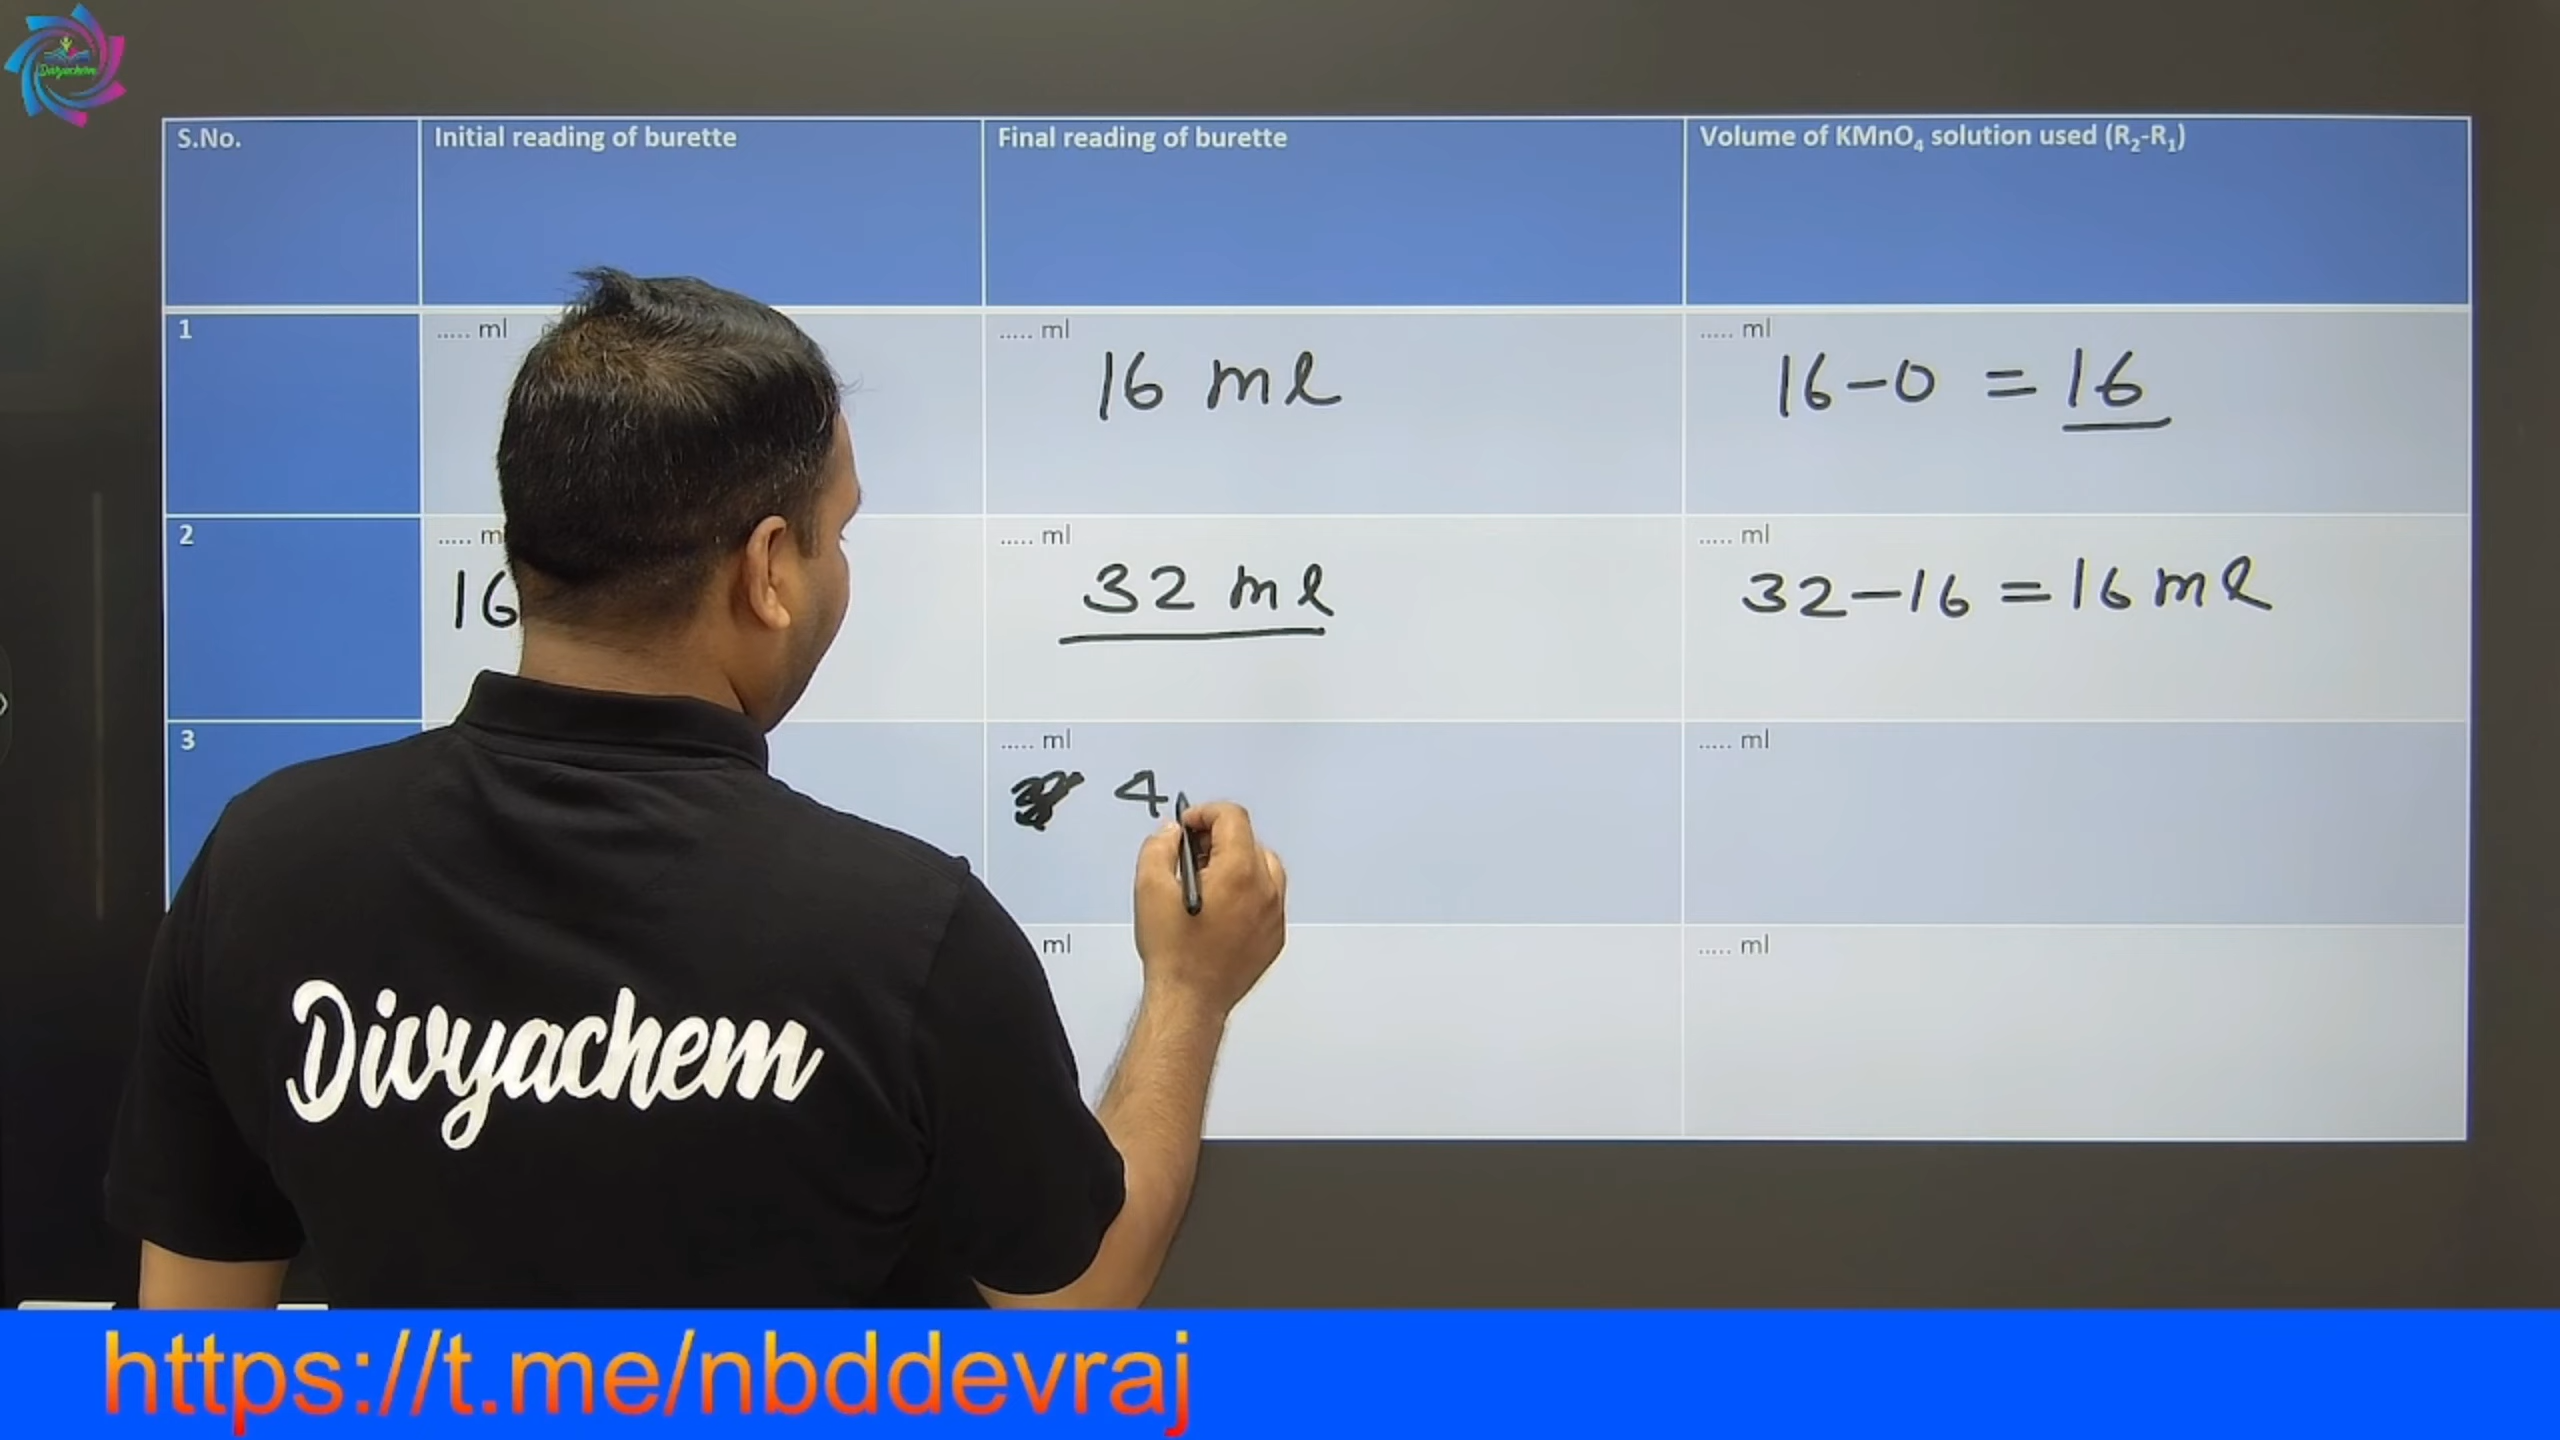 Divyachem
S.No. Initial reading of burette Final reading of burette Volume of KMnO₄ solution used (R₂-R₁)
1 ..... ml ..... ml ..... ml
16 ml 16-0 = 16
2 ..... m ..... ml ..... ml
16 32 ml 32-16 = 16 ml
3 ..... ml ..... ml
4
ml ..... ml
Divyachem
https://t.me/nbddevraj